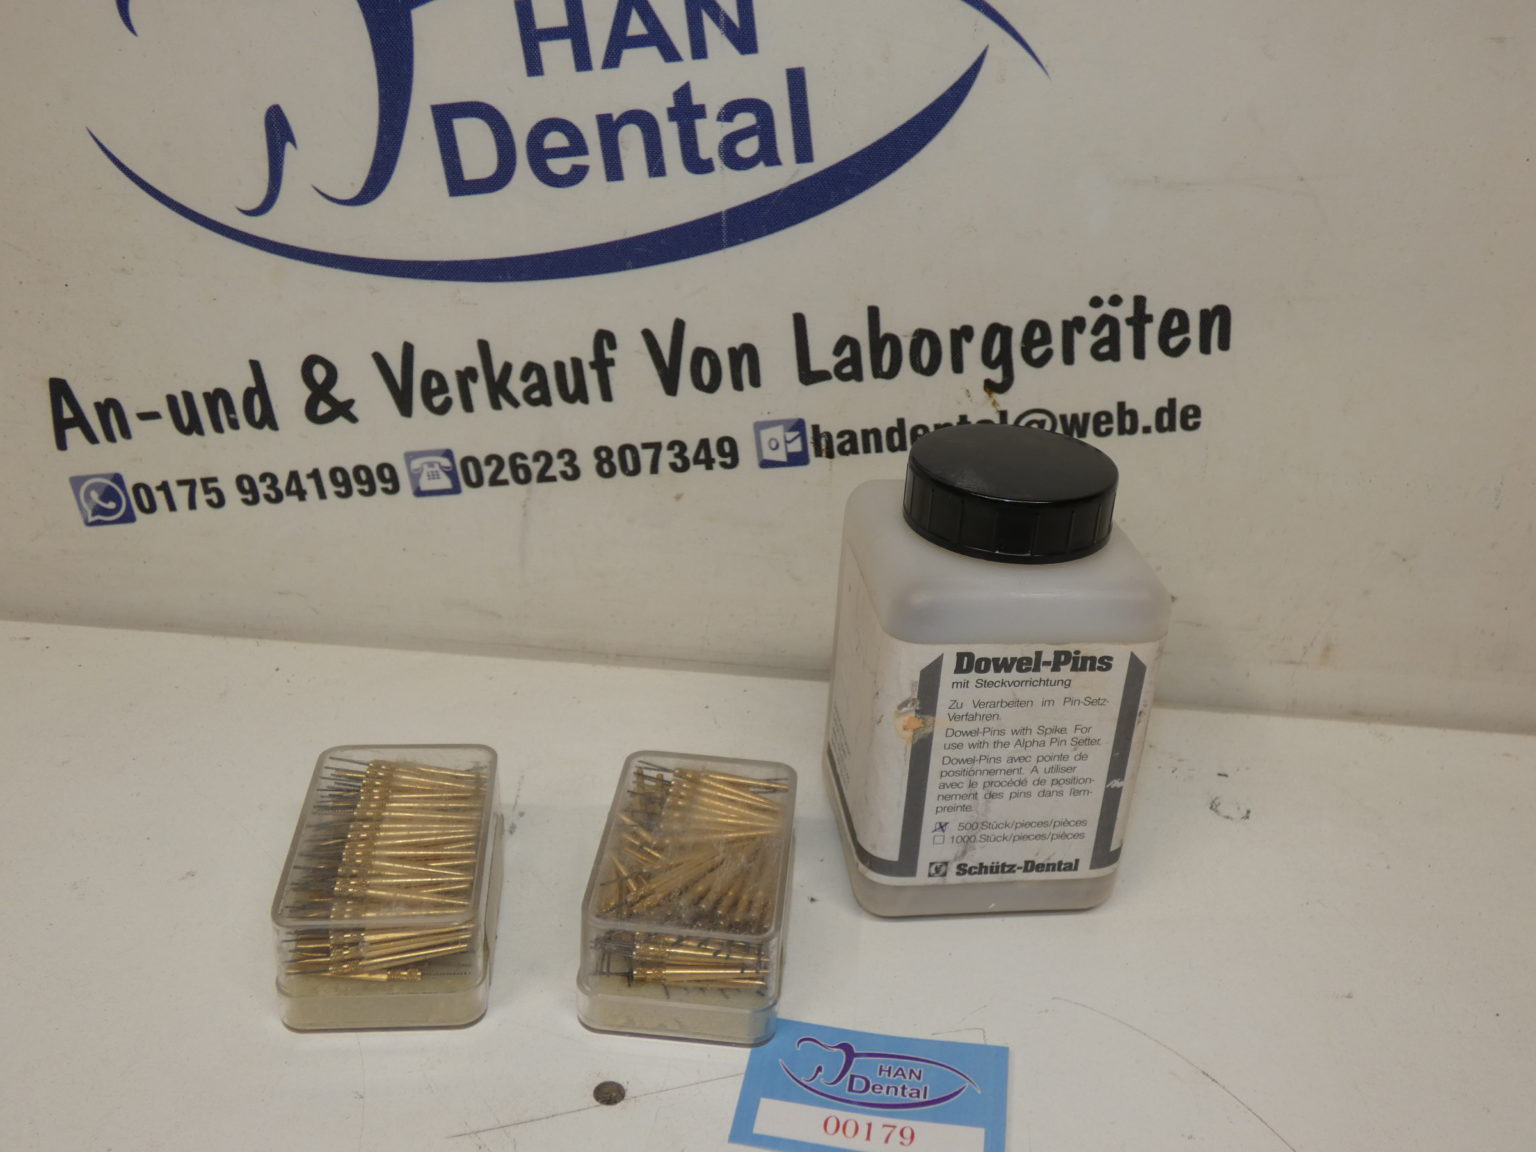 HAN
Dental
An-und & Verkauf Von Laborgeräten
0175 9341999 02623 807349 handental@web.de
Dowel-Pins
mit Steckvorrichtung
Zu Verarbeiten im Pin-Setz-
Verfahren.
Dowel-Pins with Spike. For
use with the Alpha Pin Setter.
Dowel-Pins avec pointe de
positionnement. A utiliser
avec le procédé de position-
nement des pins dans l'em-
preinte.
500 Stück/pieces/pièces
1000 Stück/pieces/pièces
Schütz-Dental
HAN
Dental
00179